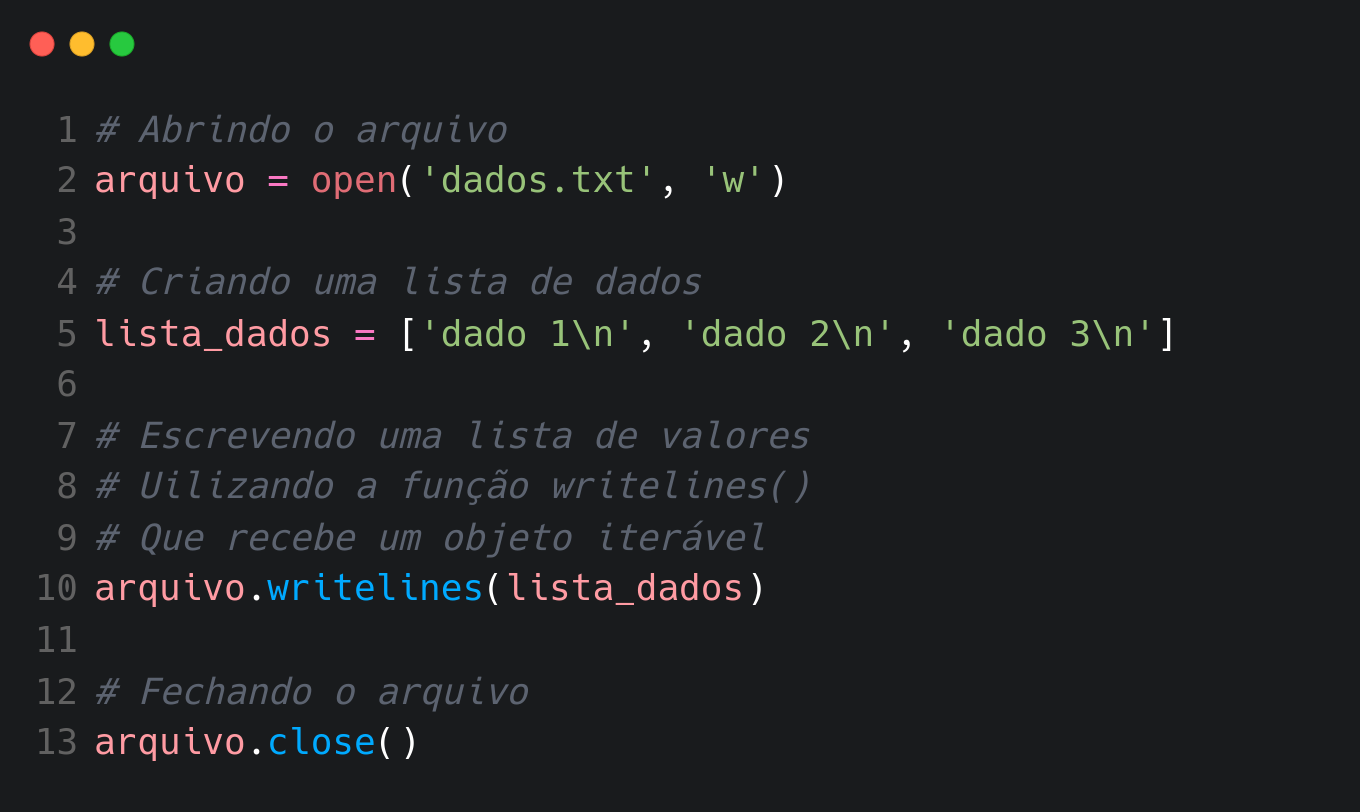 1 # Abrindo o arquivo
2 arquivo = open('dados.txt', 'w')
3
4 # Criando uma lista de dados
5 lista_dados = ['dado 1\n', 'dado 2\n', 'dado 3\n']
6
7 # Escrevendo uma lista de valores
8 # Uilizando a função writelines()
9 # Que recebe um objeto iterável
10 arquivo.writelines(lista_dados)
11
12 # Fechando o arquivo
13 arquivo.close()